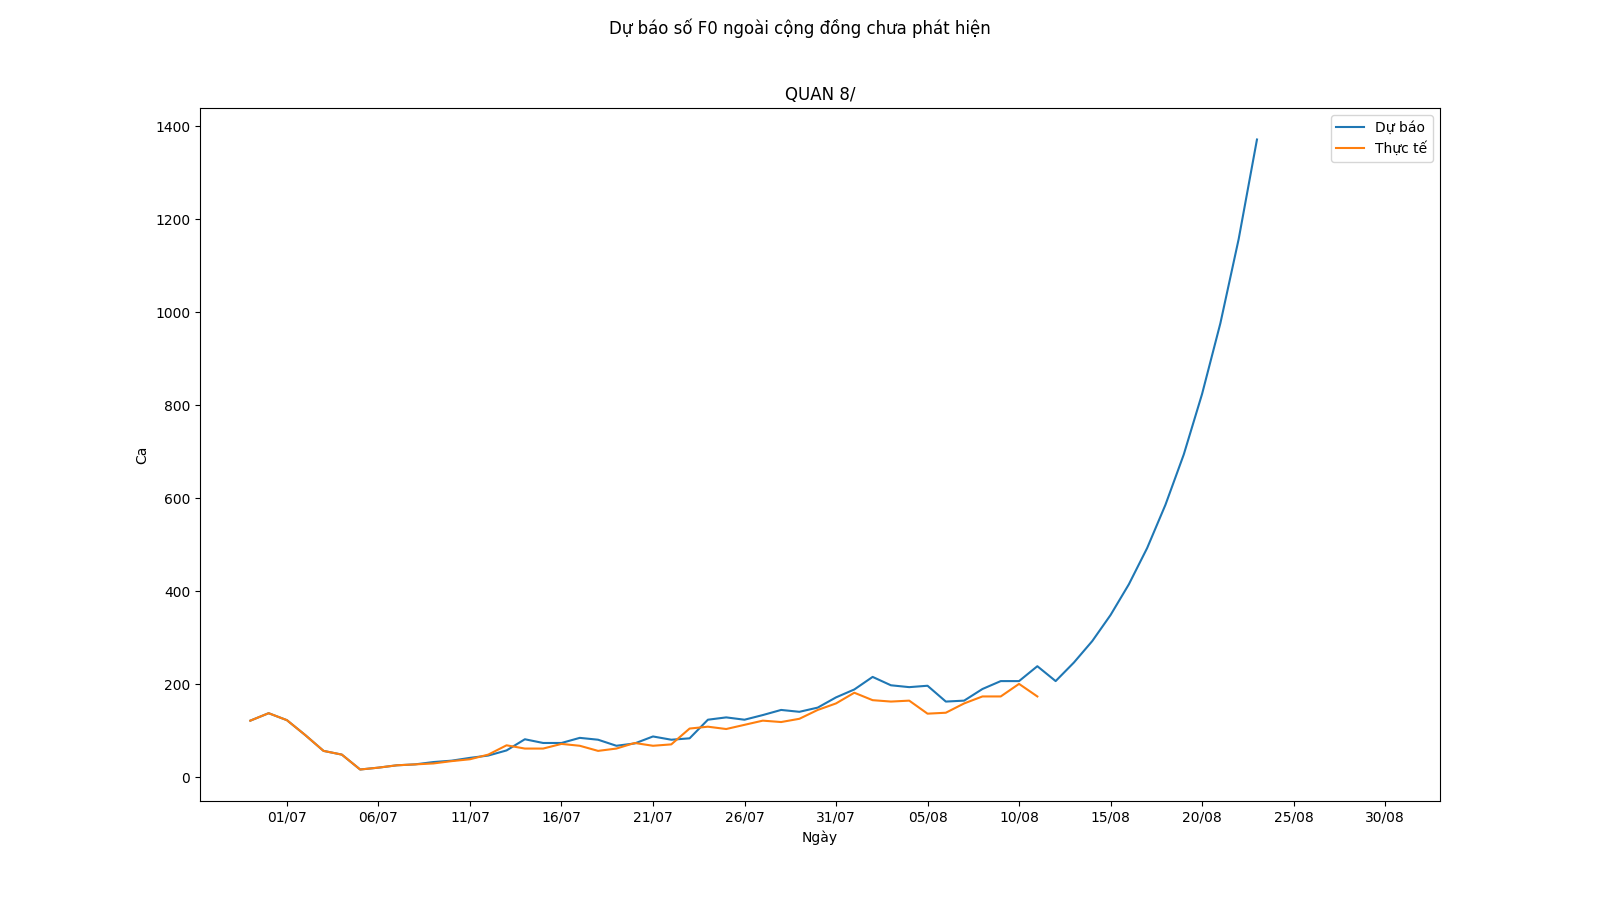 Dự báo số F0 ngoài cộng đồng chưa phát hiện
QUAN 8/
Dự báo
Thực tế
1400
1200
1000
800
600
400
200
0
Ca
01/07 06/07 11/07 16/07 21/07 26/07 31/07 05/08 10/08 15/08 20/08 25/08 30/08
Ngày